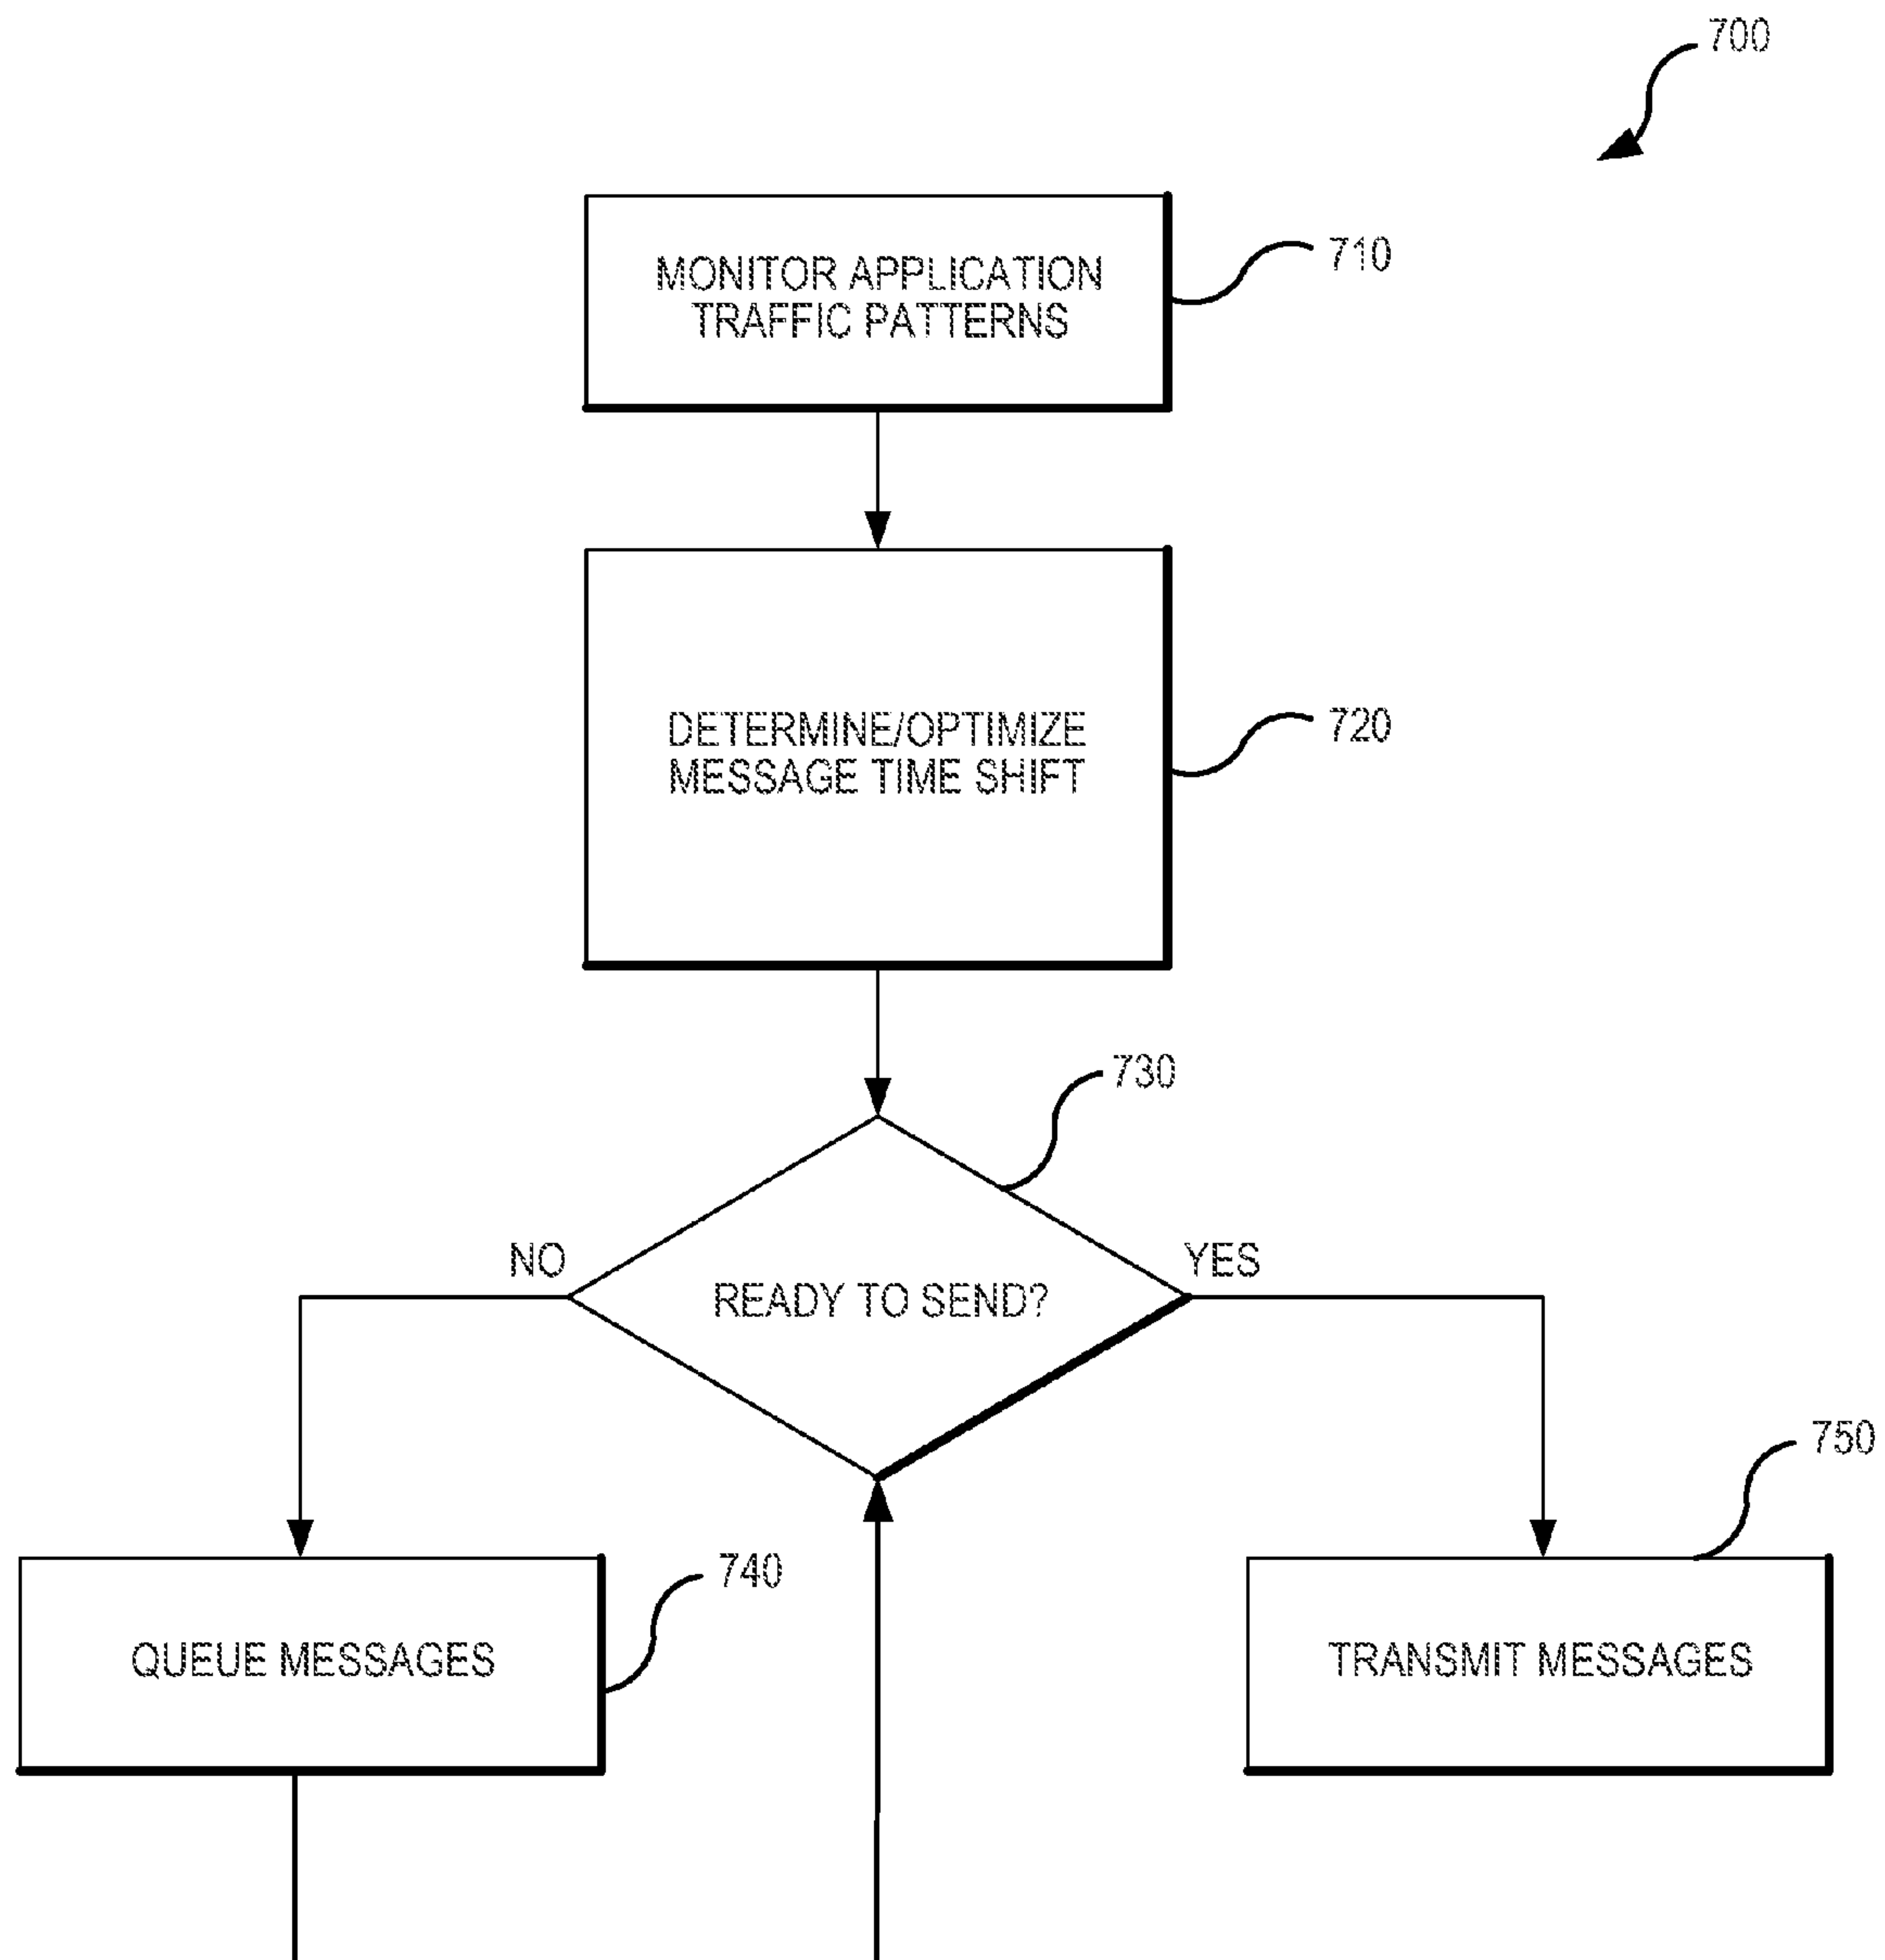 700
MONITOR APPLICATION
TRAFFIC PATTERNS
710
DETERMINE/OPTIMIZE
MESSAGE TIME SHIFT
720
730
NO
YES
READY TO SEND?
750
740
QUEUE MESSAGES
TRANSMIT MESSAGES